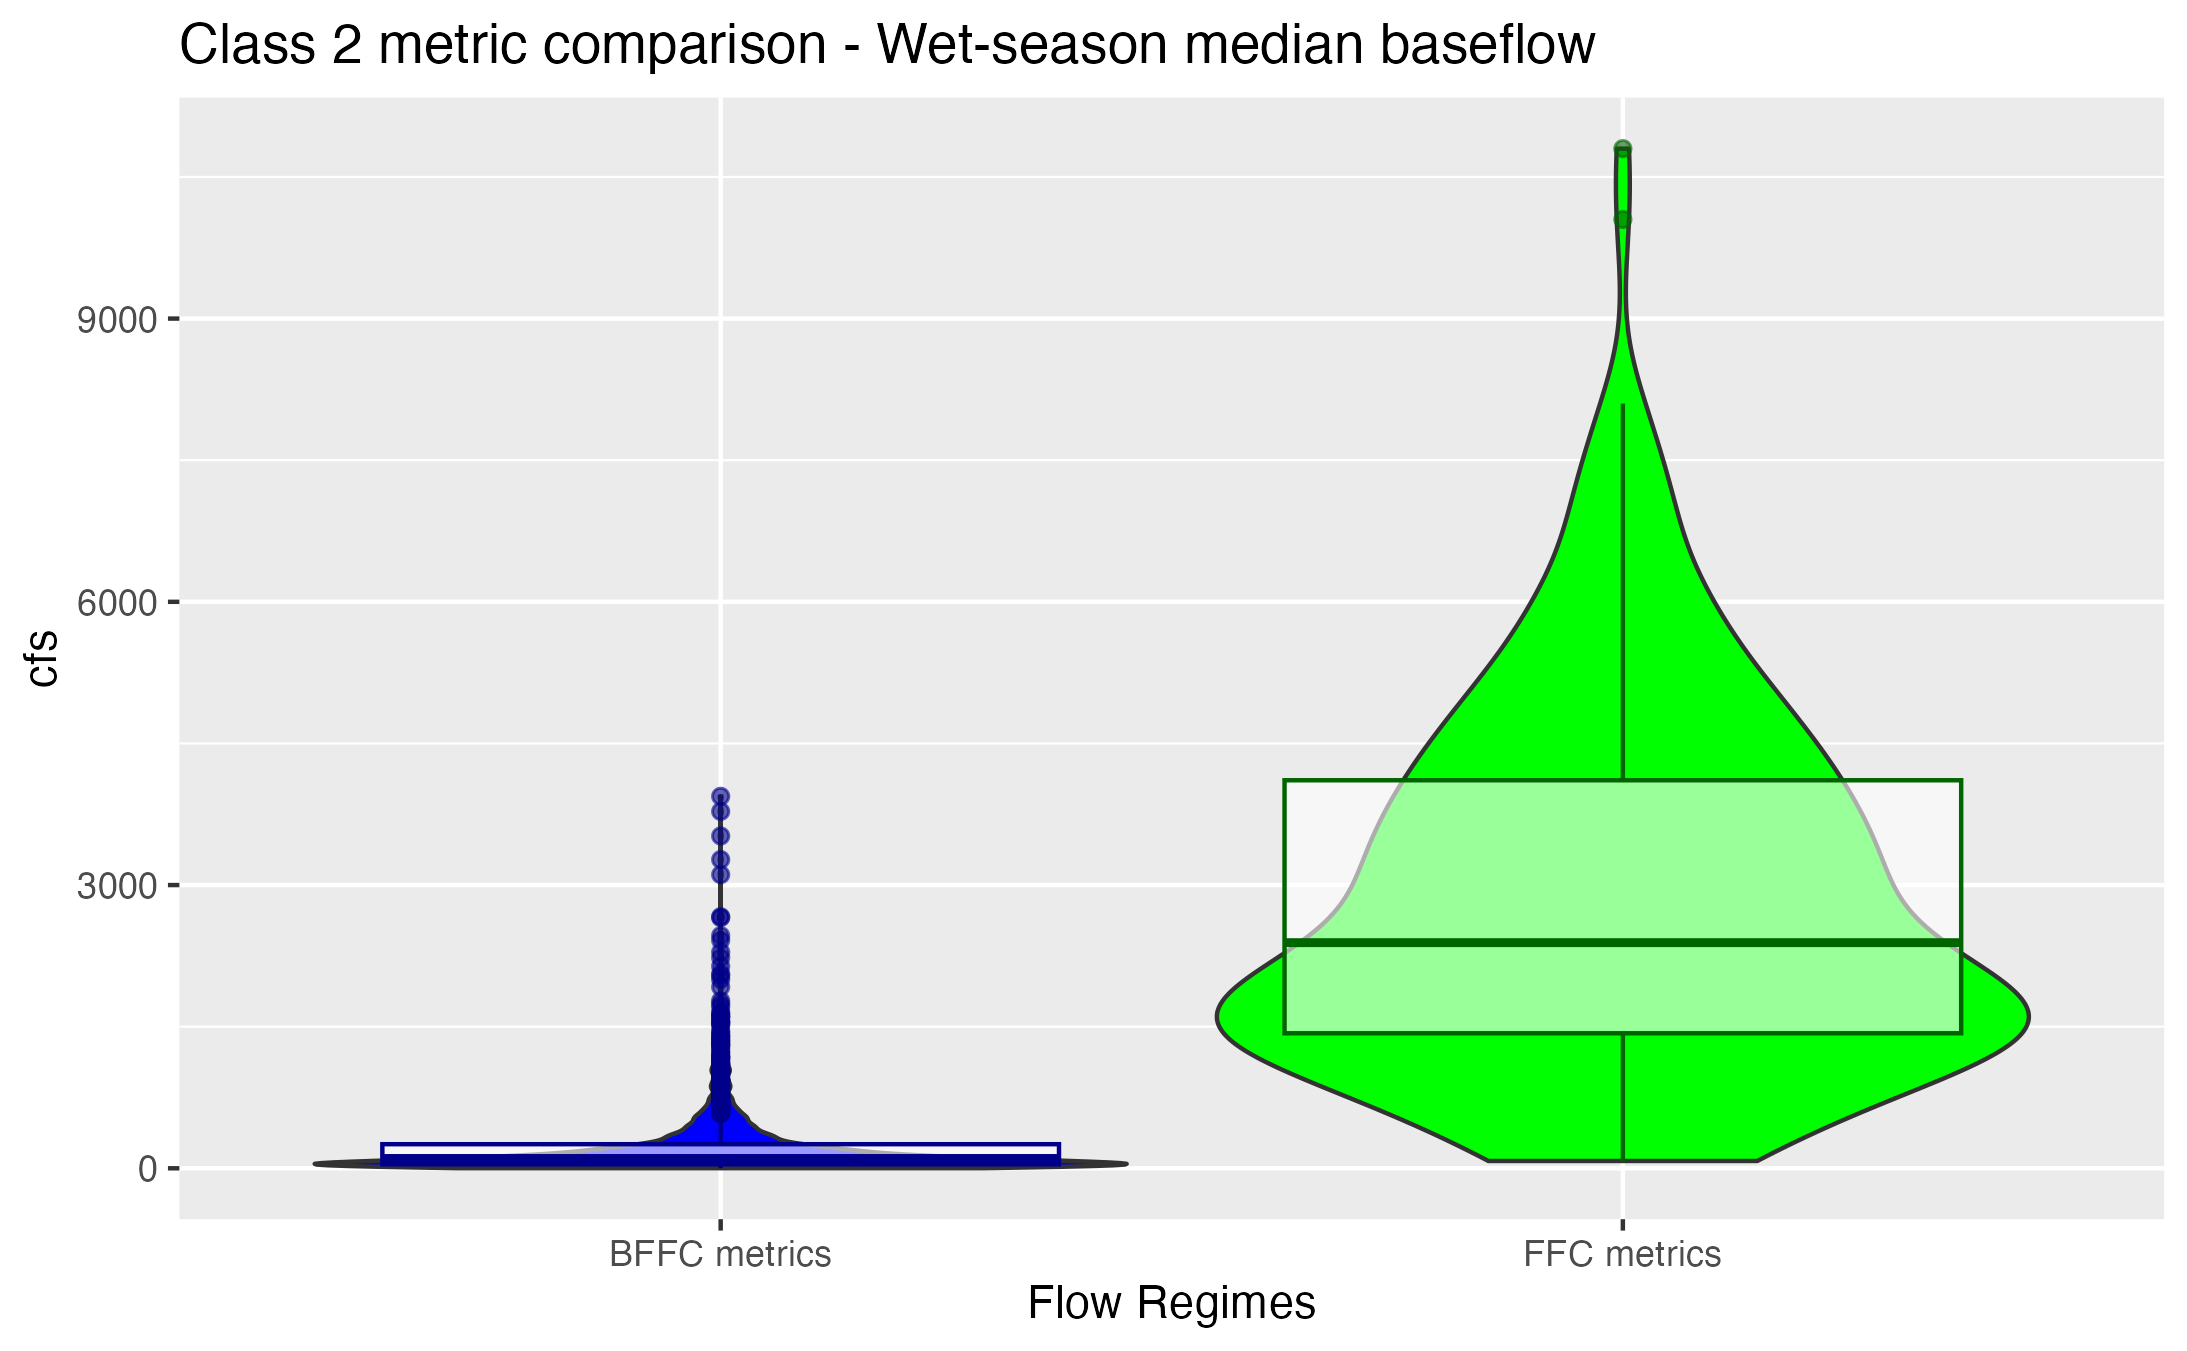 Class 2 metric comparison - Wet-season median baseflow
cfs
9000
6000
3000
0
BFFC metrics
FFC metrics
Flow Regimes